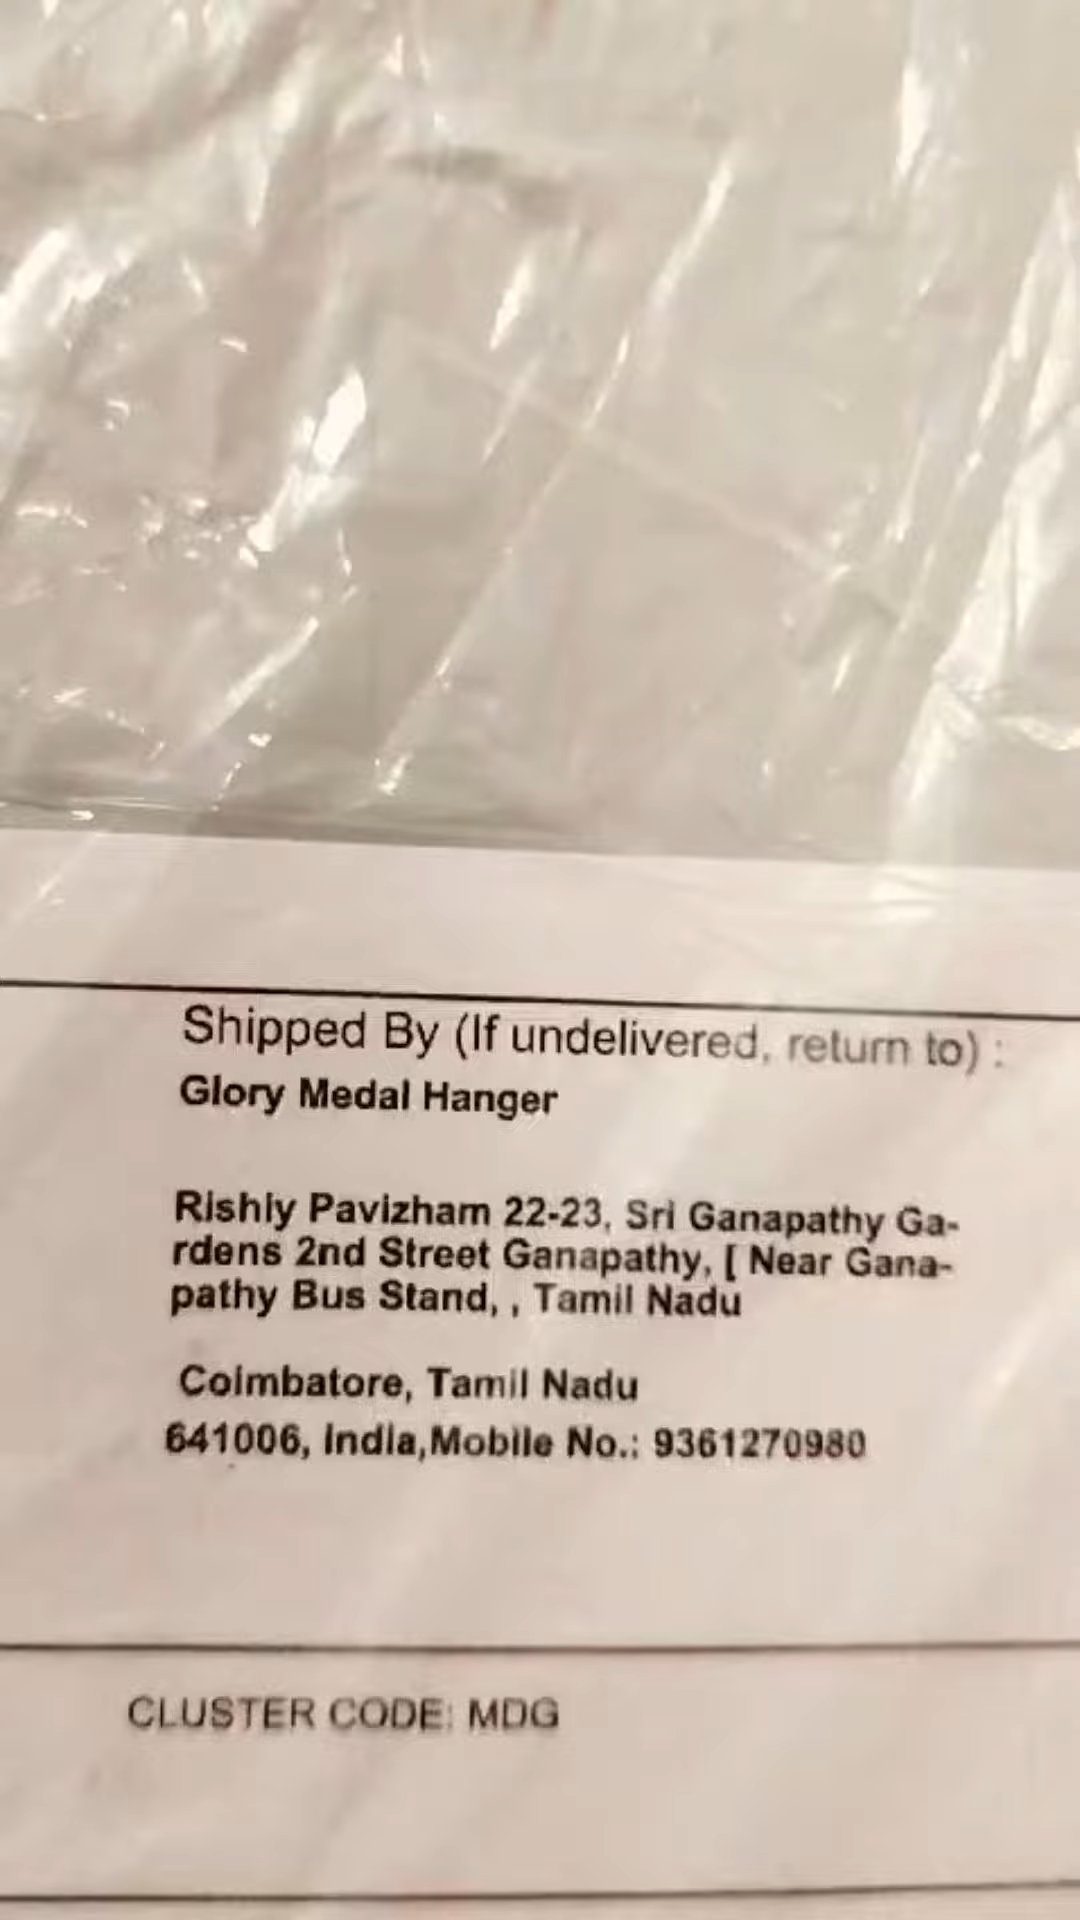 Shipped By (If undelivered, return to) :
Glory Medal Hanger
Rishly Pavizham 22-23, Sri Ganapathy Ga-
rdens 2nd Street Ganapathy, [ Near Gana-
pathy Bus Stand, , Tamil Nadu
Coimbatore, Tamil Nadu
641006, India,Mobile No.: 9361270980
CLUSTER CODE: MDG